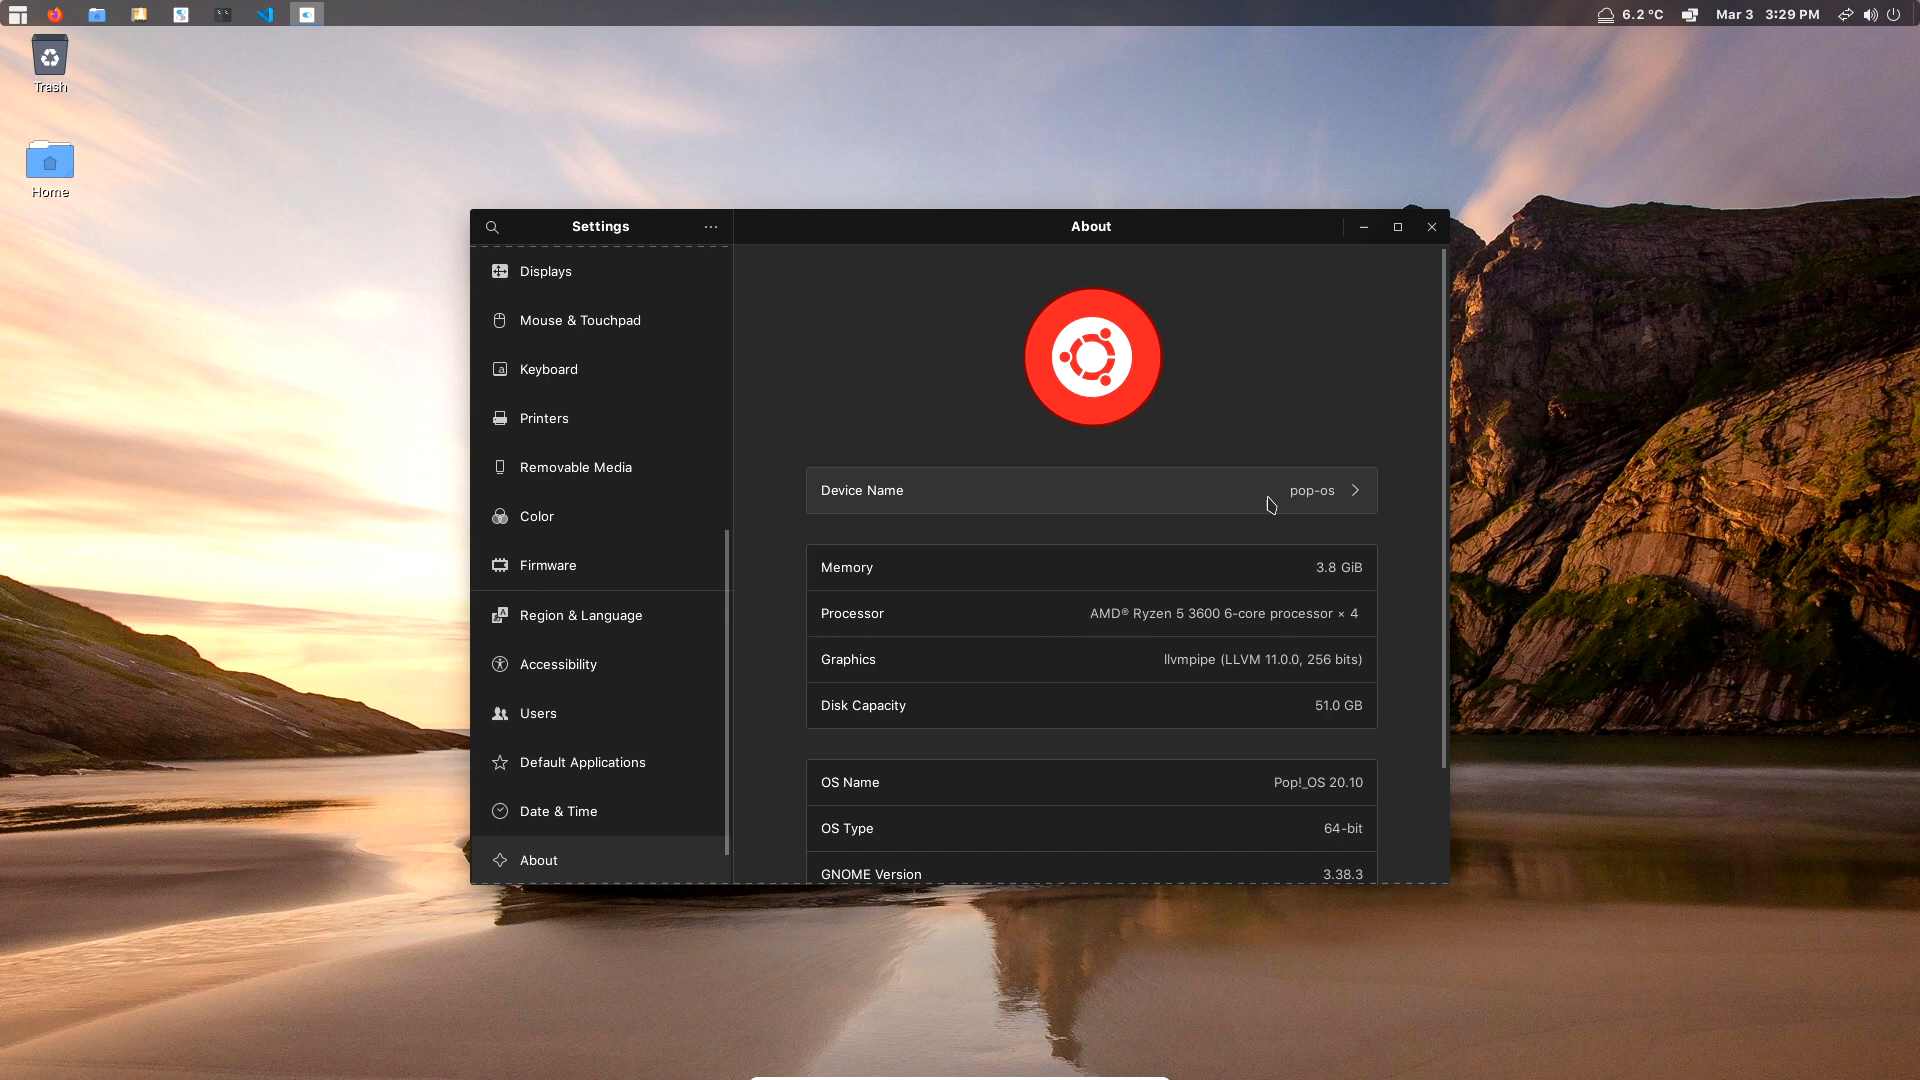 6.2 °C
Mar 3 3:29 PM
Trash
Home
Settings
About
Displays
Mouse & Touchpad
Keyboard
Printers
Removable Media
Color
Firmware
Region & Language
Accessibility
Users
Default Applications
Date & Time
About
Device Name pop-os
Memory 3.8 GiB
Processor AMD® Ryzen 5 3600 6-core processor × 4
Graphics llvmpipe (LLVM 11.0.0, 256 bits)
Disk Capacity 51.0 GB
OS Name Pop!_OS 20.10
OS Type 64-bit
GNOME Version 3.38.3